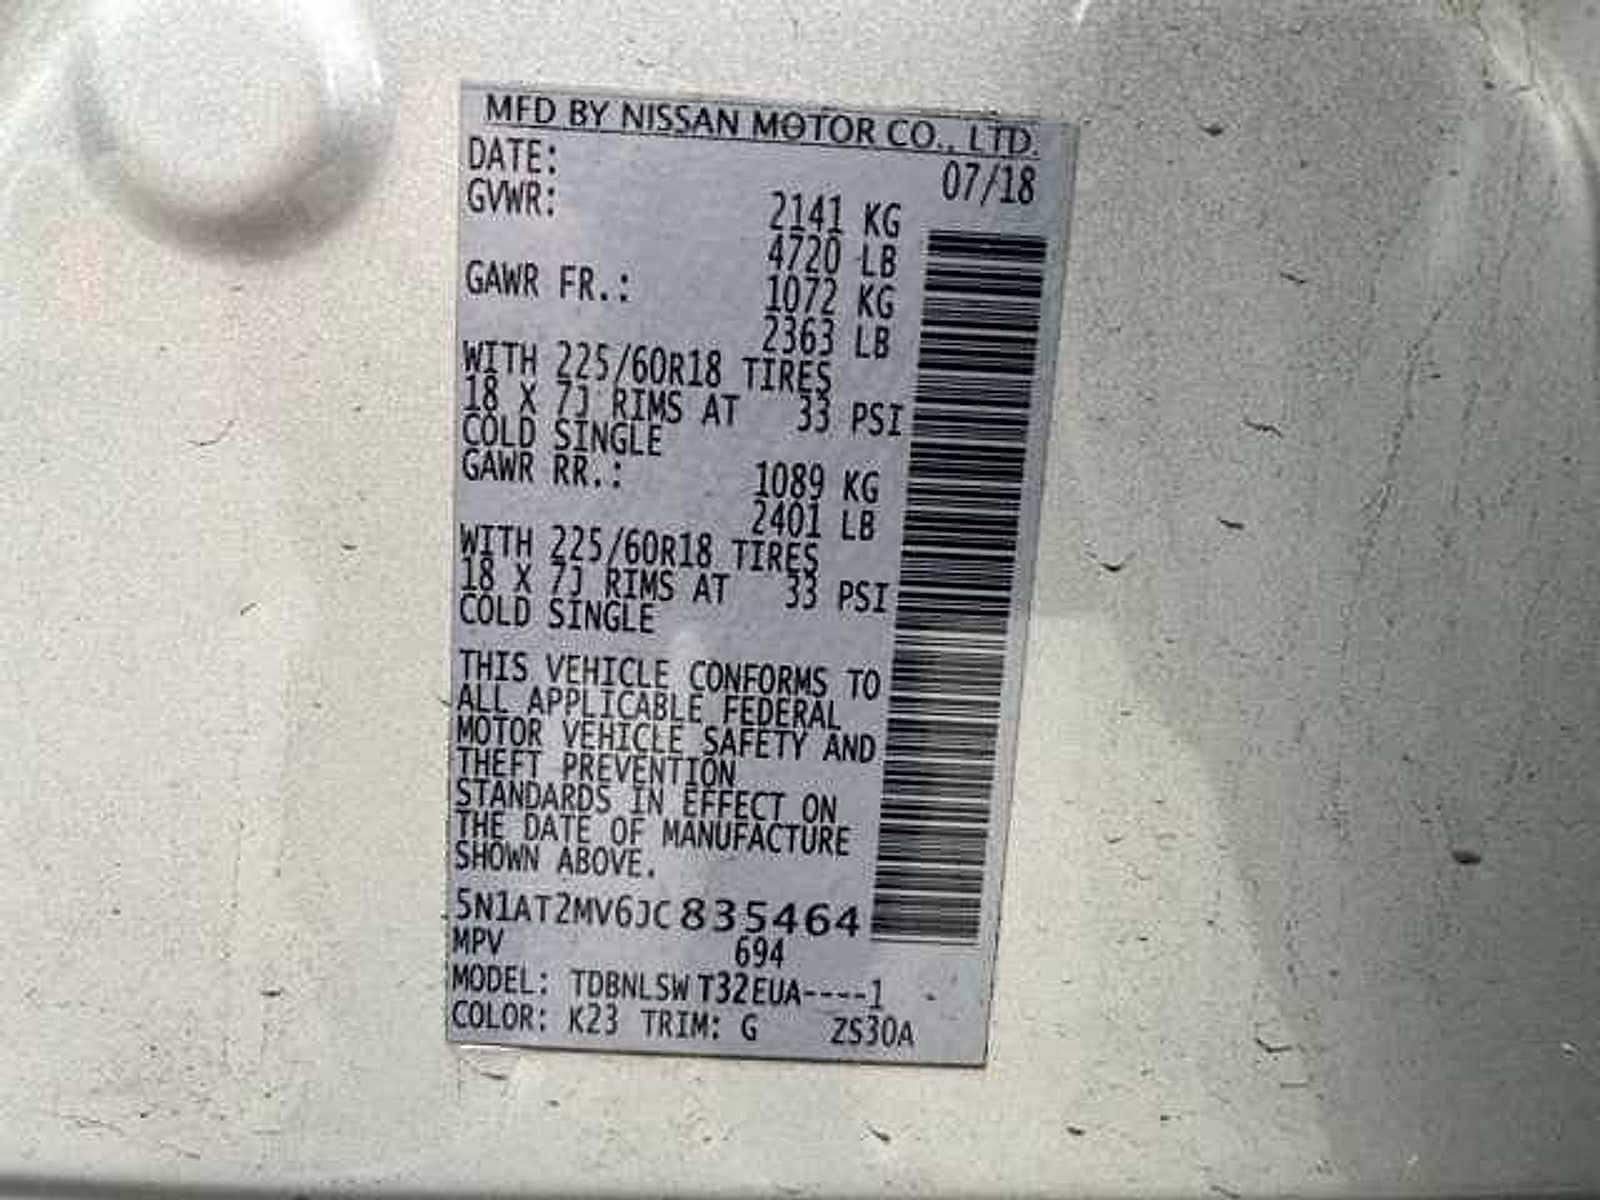 MFD BY NISSAN MOTOR CO., LTD.
DATE: 07/18
GVWR: 2141 KG
4720 LB
GAWR FR.: 1072 KG
2363 LB
WITH 225/60R18 TIRES
18 X 7J RIMS AT 33 PSI
COLD SINGLE
GAWR RR.: 1089 KG
2401 LB
WITH 225/60R18 TIRES
18 X 7J RIMS AT 33 PSI
COLD SINGLE
THIS VEHICLE CONFORMS TO
ALL APPLICABLE FEDERAL
MOTOR VEHICLE SAFETY AND
THEFT PREVENTION
STANDARDS IN EFFECT ON
THE DATE OF MANUFACTURE
SHOWN ABOVE.
5N1AT2MV6JC835464
MPV 694
MODEL: TDBNLSW T32EUA----1
COLOR: K23 TRIM: G ZS30A